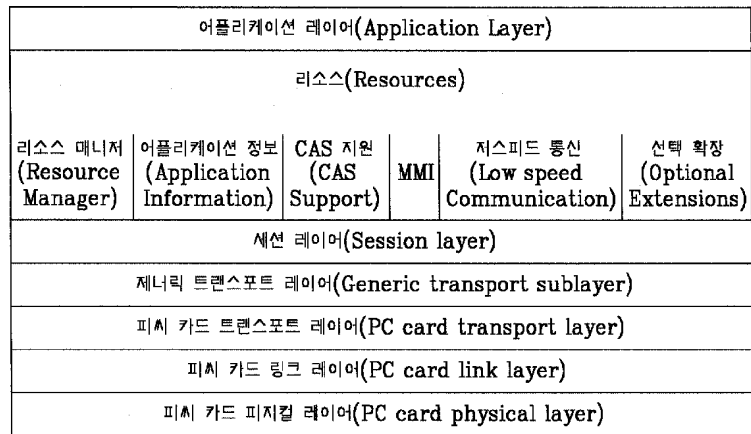 어플리케이션 레이어(Application Layer)
리소스(Resources)
리소스 매니저
(Resource
Manager)
어플리케이션 정보
(Application
Information)
CAS 지원
(CAS
Support)
MMI
저스피드 통신
(Low speed
Communication)
선택 확장
(Optional
Extensions)
세션 레이어(Session layer)
제너릭 트랜스포트 레이어(Generic transport sublayer)
피씨 카드 트랜스포트 레이어(PC card transport layer)
피씨 카드 링크 레이어(PC card link layer)
피씨 카드 피지컬 레이어(PC card physical layer)